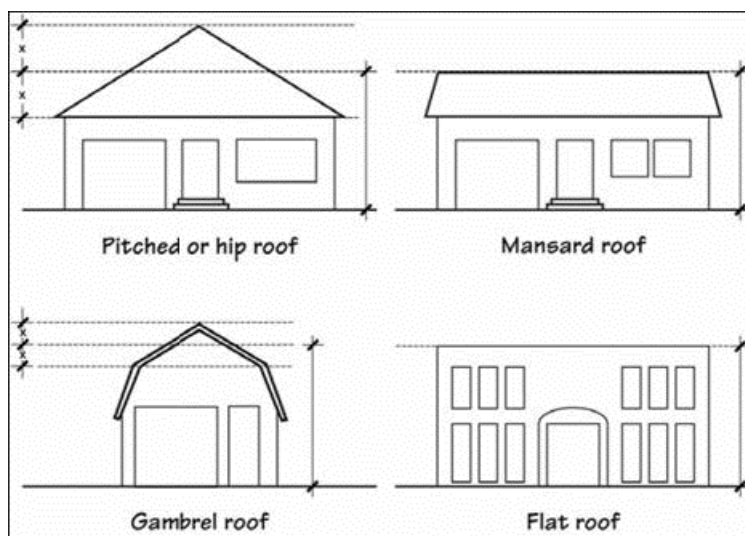 x
x
Pitched or hip roof
Mansard roof
x
x
Gambrel roof
Flat roof